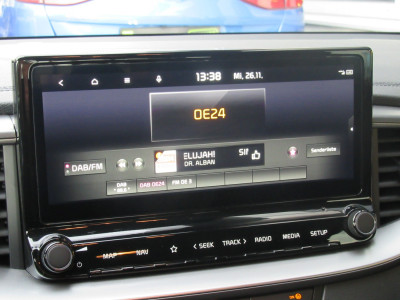 13:38 Mi, 26.11.
OE24
ELUJAH!
DR. ALBAN
DAB/FM
Senderliste
DAB
DAB OE24
FM OE 3
MAP
NAV
SEEK
TRACK
RADIO
MEDIA
SETUP